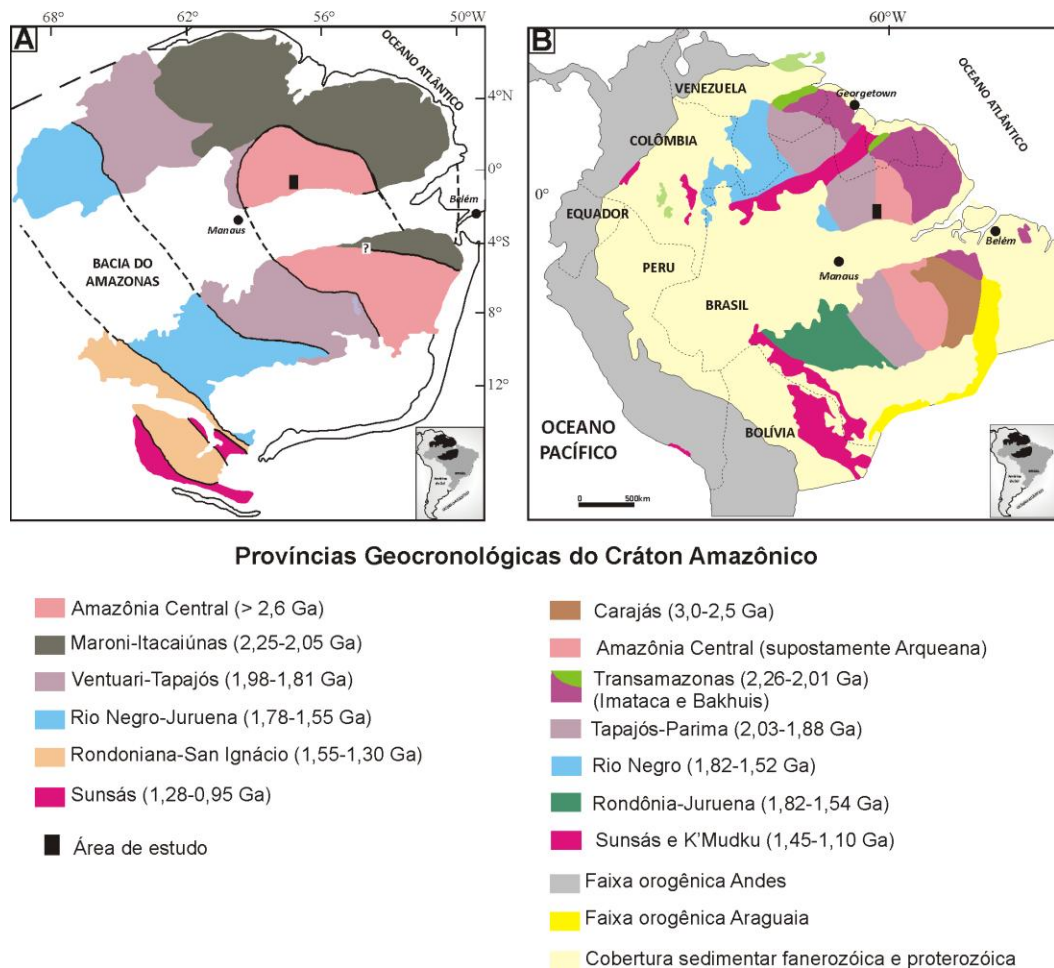 68°
62°
56°
50°W
A
OCEANO
ATLÂNTICO
4°N
0°
Belém
Manaus
4°S
?
BACIA DO
AMAZONAS
8°
12°
60°W
B
OCEANO ATLÂNTICO
VENEZUELA
Georgetown
COLÔMBIA
0°
EQUADOR
Belém
PERU
Manaus
BRASIL
OCEANO
PACÍFICO
BOLÍVIA
0 500km
Províncias Geocronológicas do Cráton Amazônico
Amazônia Central (> 2,6 Ga)
Maroni-Itacaiúnas (2,25-2,05 Ga)
Ventuari-Tapajós (1,98-1,81 Ga)
Rio Negro-Juruena (1,78-1,55 Ga)
Rondoniana-San Ignácio (1,55-1,30 Ga)
Sunsás (1,28-0,95 Ga)
Área de estudo
Carajás (3,0-2,5 Ga)
Amazônia Central (supostamente Arqueana)
Transamazonas (2,26-2,01 Ga)
(Imataca e Bakhuis)
Tapajós-Parima (2,03-1,88 Ga)
Rio Negro (1,82-1,52 Ga)
Rondônia-Juruena (1,82-1,54 Ga)
Sunsás e K'Mudku (1,45-1,10 Ga)
Faixa orogênica Andes
Faixa orogênica Araguaia
Cobertura sedimentar fanerozóica e proterozóica